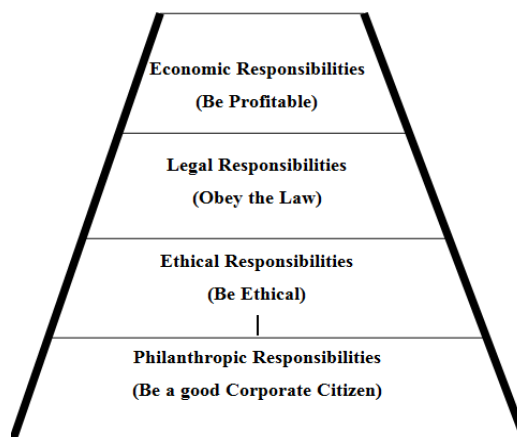 Economic Responsibilities
(Be Profitable)
Legal Responsibilities
(Obey the Law)
Ethical Responsibilities
(Be Ethical)
Philanthropic Responsibilities
(Be a good Corporate Citizen)